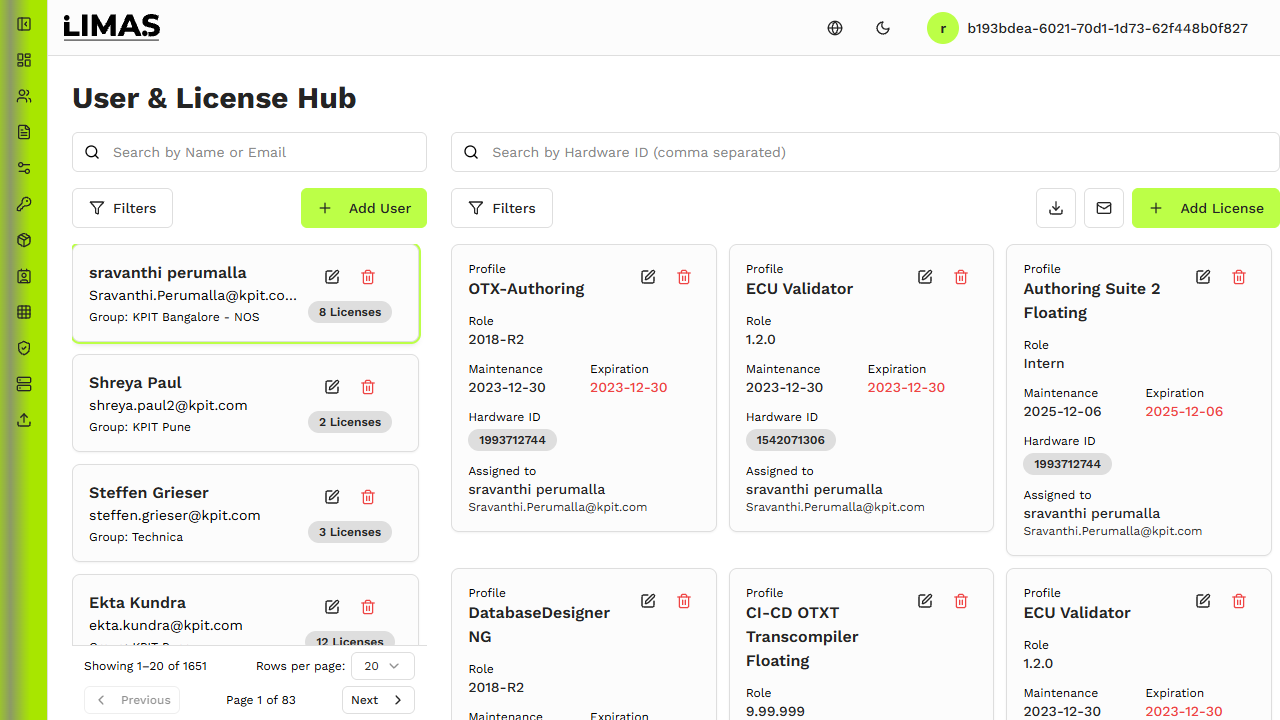 LIMAS
r
b193bdea-6021-70d1-1d73-62f448b0f827
User & License Hub
Search by Name or Email
Search by Hardware ID (comma separated)
Filters
Add User
Filters
Add License
sravanthi perumalla
Sravanthi.Perumalla@kpit.co...
Group: KPIT Bangalore - NOS
8 Licenses
Shreya Paul
shreya.paul2@kpit.com
Group: KPIT Pune
2 Licenses
Steffen Grieser
steffen.grieser@kpit.com
Group: Technica
3 Licenses
Ekta Kundra
ekta.kundra@kpit.com
12 Licenses
Showing 1–20 of 1651
Rows per page:
20
Previous
Page 1 of 83
Next
Profile
OTX-Authoring
Role
2018-R2
Maintenance Expiration
2023-12-30 2023-12-30
Hardware ID
1993712744
Assigned to
sravanthi perumalla
Sravanthi.Perumalla@kpit.com
Profile
ECU Validator
Role
1.2.0
Maintenance Expiration
2023-12-30 2023-12-30
Hardware ID
1542071306
Assigned to
sravanthi perumalla
Sravanthi.Perumalla@kpit.com
Profile
Authoring Suite 2
Floating
Role
Intern
Maintenance Expiration
2025-12-06 2025-12-06
Hardware ID
1993712744
Assigned to
sravanthi perumalla
Sravanthi.Perumalla@kpit.com
Profile
DatabaseDesigner
NG
Role
2018-R2
Maintenance Expiration
Profile
CI-CD OTXT
Transcompiler
Floating
Role
9.99.999
Profile
ECU Validator
Role
1.2.0
Maintenance Expiration
2023-12-30 2023-12-30